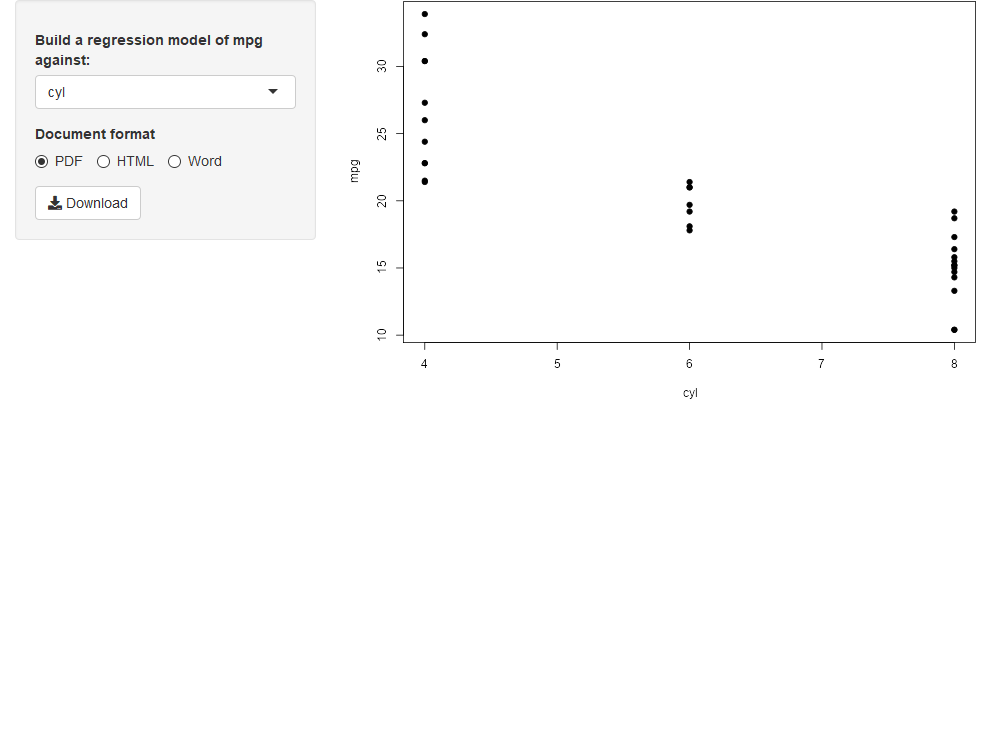 Build a regression model of mpg
against:
cyl
Document format
PDF HTML Word
Download
mpg
30
25
20
15
10
4 5 6 7 8
cyl